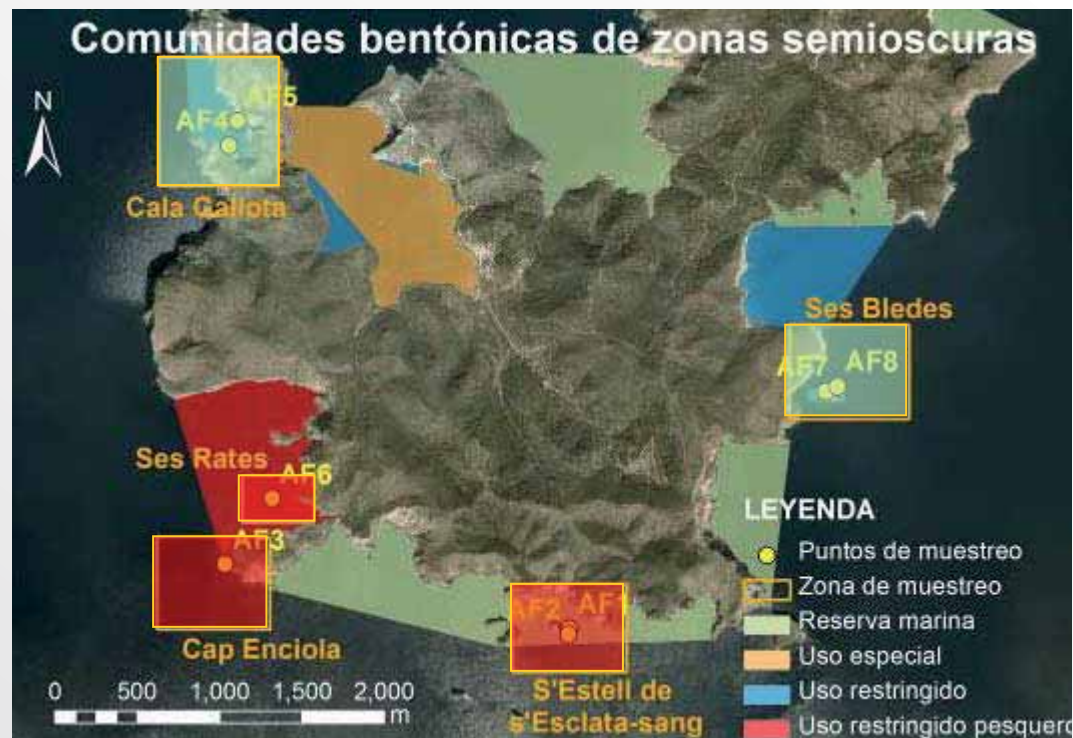 Comunidades bentónicas de zonas semioscuras
N
AF5
AF4
Cala Gallota
Ses Bledes
AF7 AF8
Ses Rates
AF6
AF3
Cap Enciola
AF2 AF1
S'Estell de
s'Esclata-sang
0 500 1,000 1,500 2,000
m
LEYENDA
Puntos de muestreo
Zona de muestreo
Reserva marina
Uso especial
Uso restringido
Uso restringido pesquero